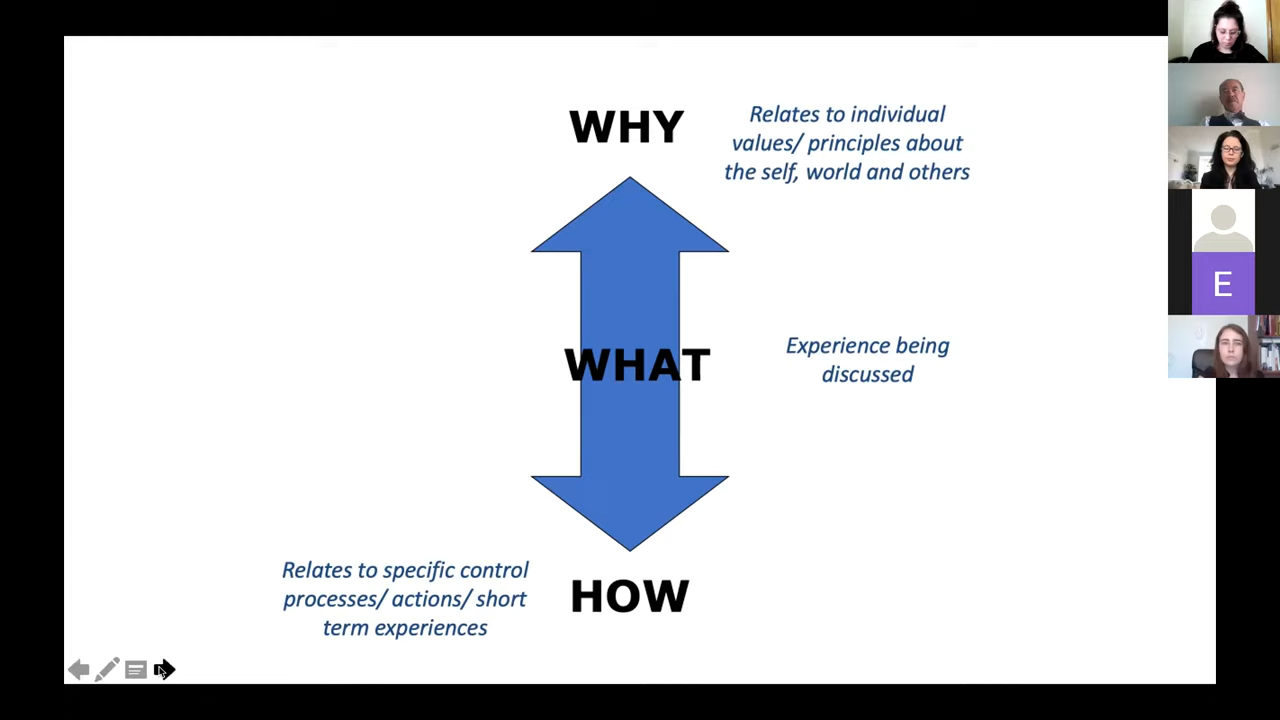 WHY
Relates to individual
values/ principles about
the self, world and others
WHAT
Experience being
discussed
Relates to specific control
processes/ actions/ short
term experiences
HOW
E